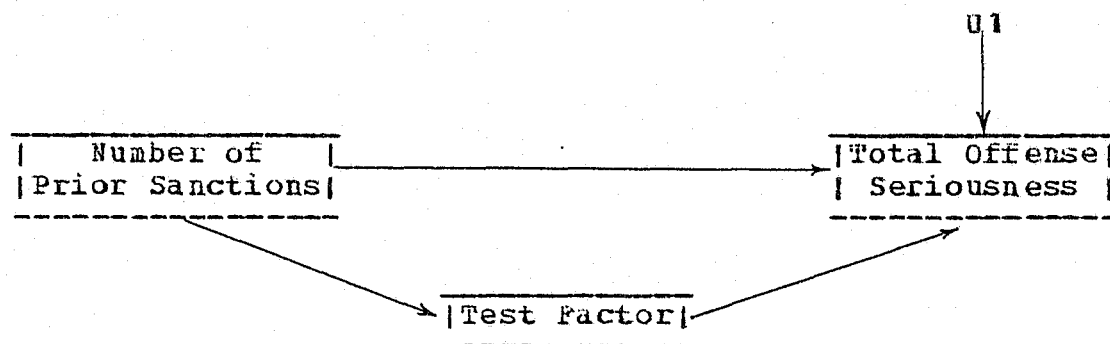 U1
Number of
Prior Sanctions
Total Offense
Seriousness
Test Factor